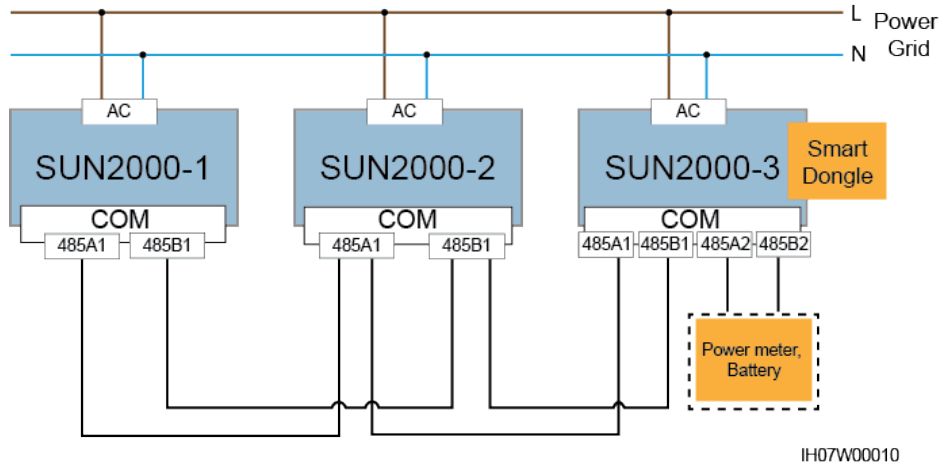 L
Power
Grid
N
AC
AC
AC
SUN2000-1
SUN2000-2
SUN2000-3
Smart
Dongle
COM
COM
COM
485A1
485B1
485A1
485B1
485A1
485B1
485A2
485B2
Power meter,
Battery
IH07W00010